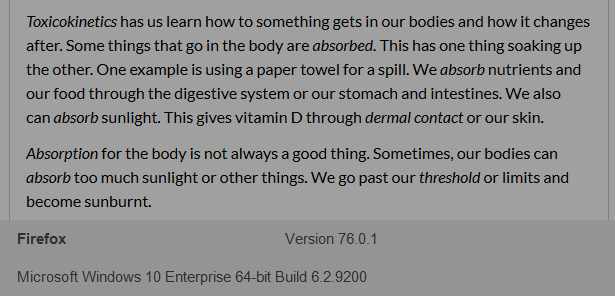 Toxicokinetics has us learn how to something gets in our bodies and how it changes
after. Some things that go in the body are absorbed. This has one thing soaking up
the other. One example is using a paper towel for a spill. We absorb nutrients and
our food through the digestive system or our stomach and intestines. We also
can absorb sunlight. This gives vitamin D through dermal contact or our skin.
Absorption for the body is not always a good thing. Sometimes, our bodies can
absorb too much sunlight or other things. We go past our threshold or limits and
become sunburnt.
Firefox Version 76.0.1
Microsoft Windows 10 Enterprise 64-bit Build 6.2.9200